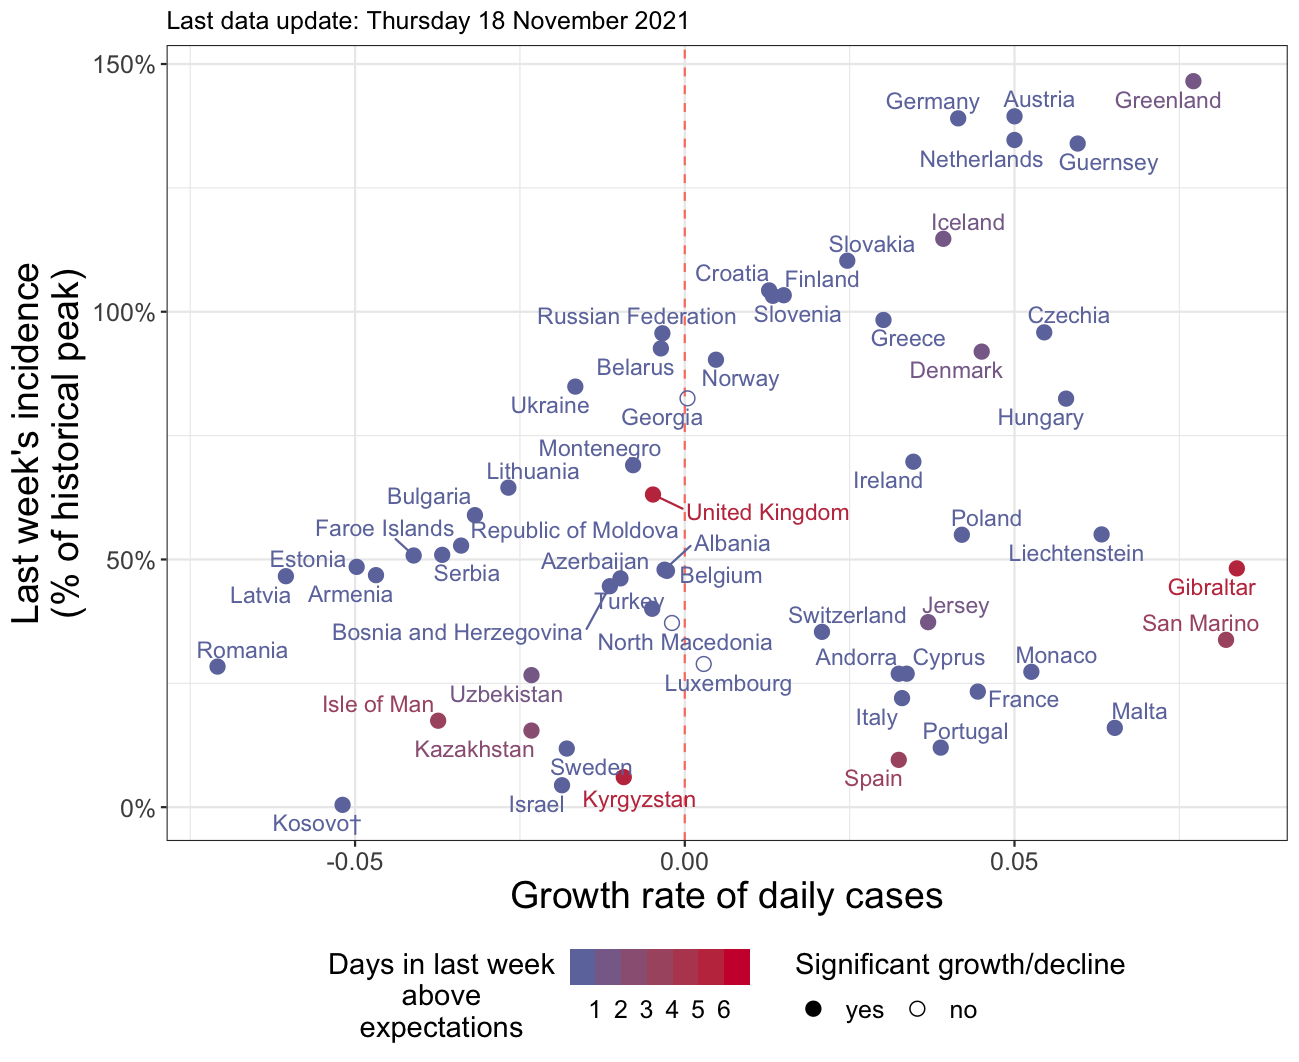 Last data update: Thursday 18 November 2021
150%
100%
50%
0%
Last week's incidence
(% of historical peak)
Greenland
Germany
Austria
Netherlands
Guernsey
Iceland
Slovakia
Croatia
Finland
Slovenia
Russian Federation
Czechia
Greece
Belarus
Denmark
Norway
Ukraine
Georgia
Hungary
Montenegro
Lithuania
Ireland
Bulgaria
United Kingdom
Poland
Faroe Islands
Republic of Moldova
Albania
Liechtenstein
Estonia
Azerbaijan
Serbia
Belgium
Gibraltar
Latvia
Armenia
Turkey
Jersey
Switzerland
San Marino
Bosnia and Herzegovina
North Macedonia
Romania
Andorra
Cyprus
Monaco
Luxembourg
Uzbekistan
France
Isle of Man
Malta
Italy
Portugal
Kazakhstan
Sweden
Spain
Israel
Kyrgyzstan
Kosovo†
-0.05
0.00
0.05
Growth rate of daily cases
Days in last week
above
expectations
1 2 3 4 5 6
Significant growth/decline
yes
no